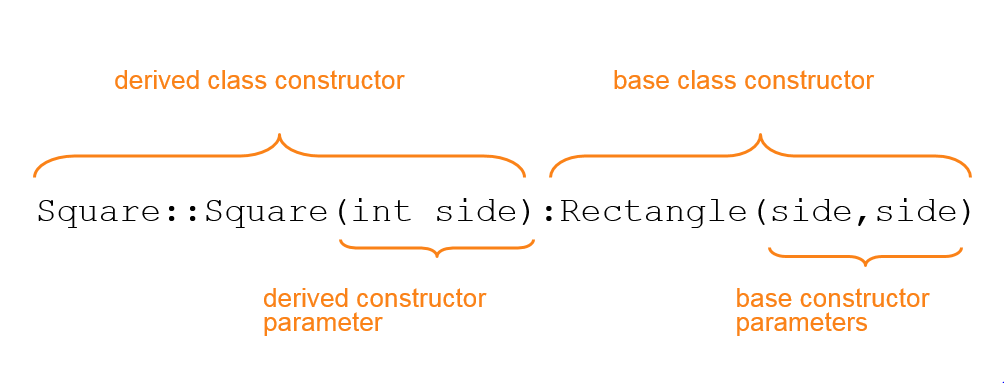 derived class constructor
base class constructor
Square::Square(int side):Rectangle(side,side)
derived constructor
parameter
base constructor
parameters